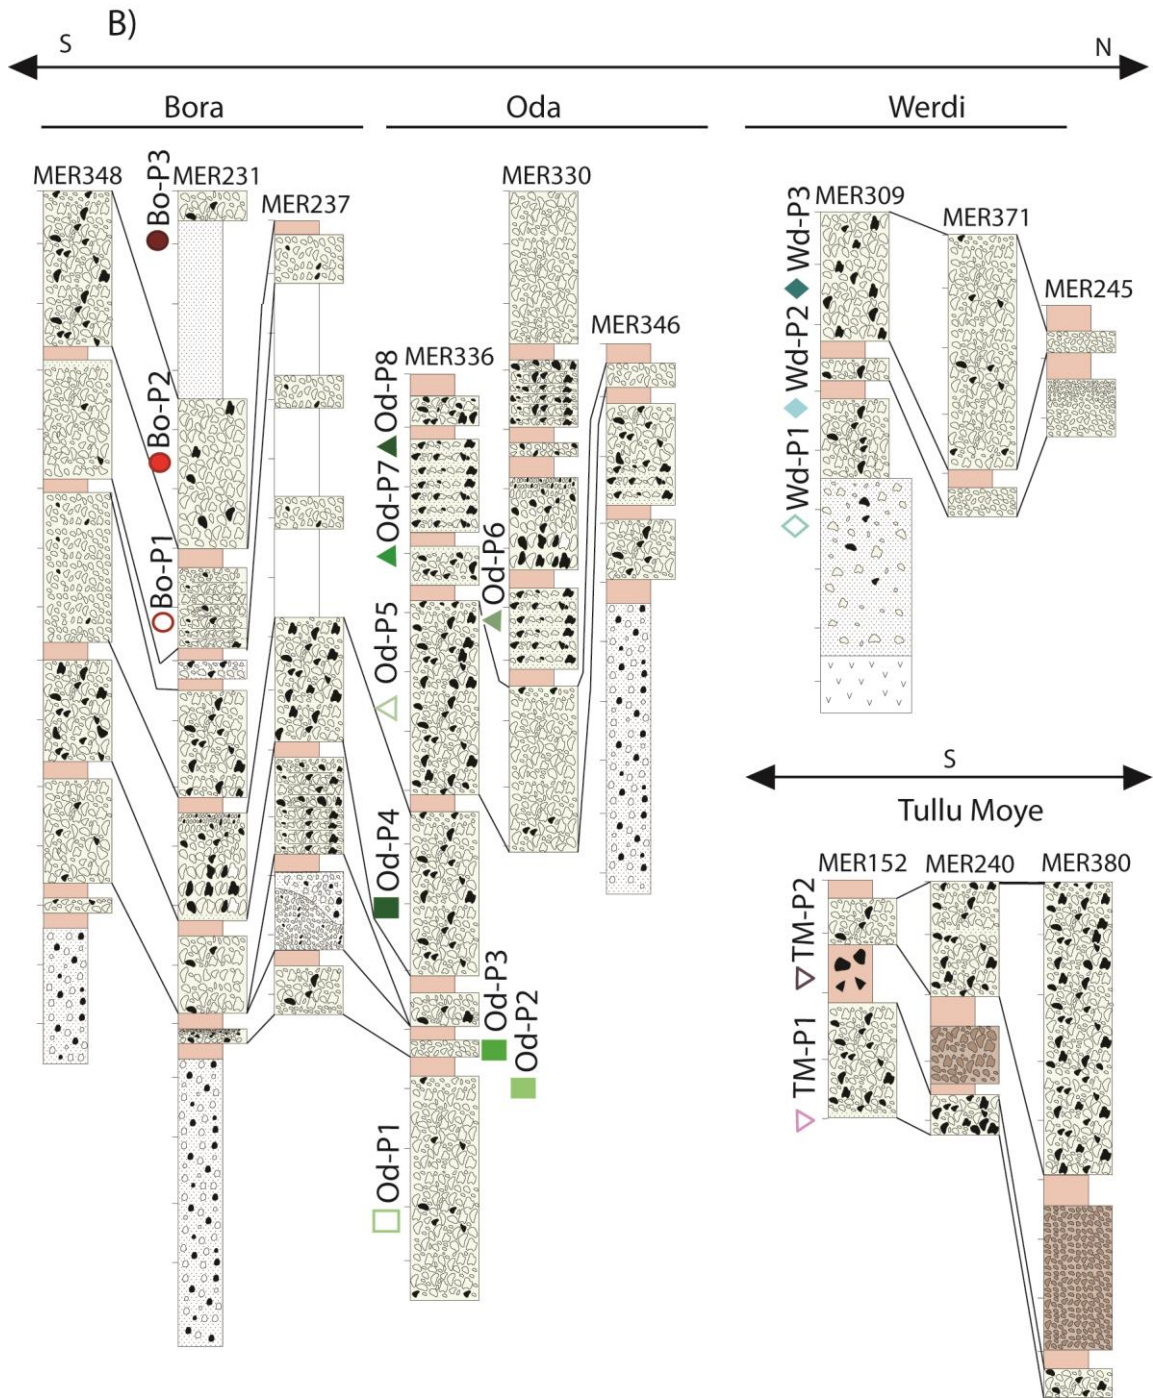 B)
S
N
Bora
Oda
Werdi
MER348
Bo-P3
MER231
MER237
Bo-P2
Bo-P1
MER336
MER330
MER346
Od-P8
Od-P7
Od-P6
Od-P5
Od-P4
Od-P3
Od-P2
Od-P1
MER309
MER371
MER245
Wd-P3
Wd-P2
Wd-P1
S
Tullu Moye
MER152
MER240
MER380
TM-P2
TM-P1